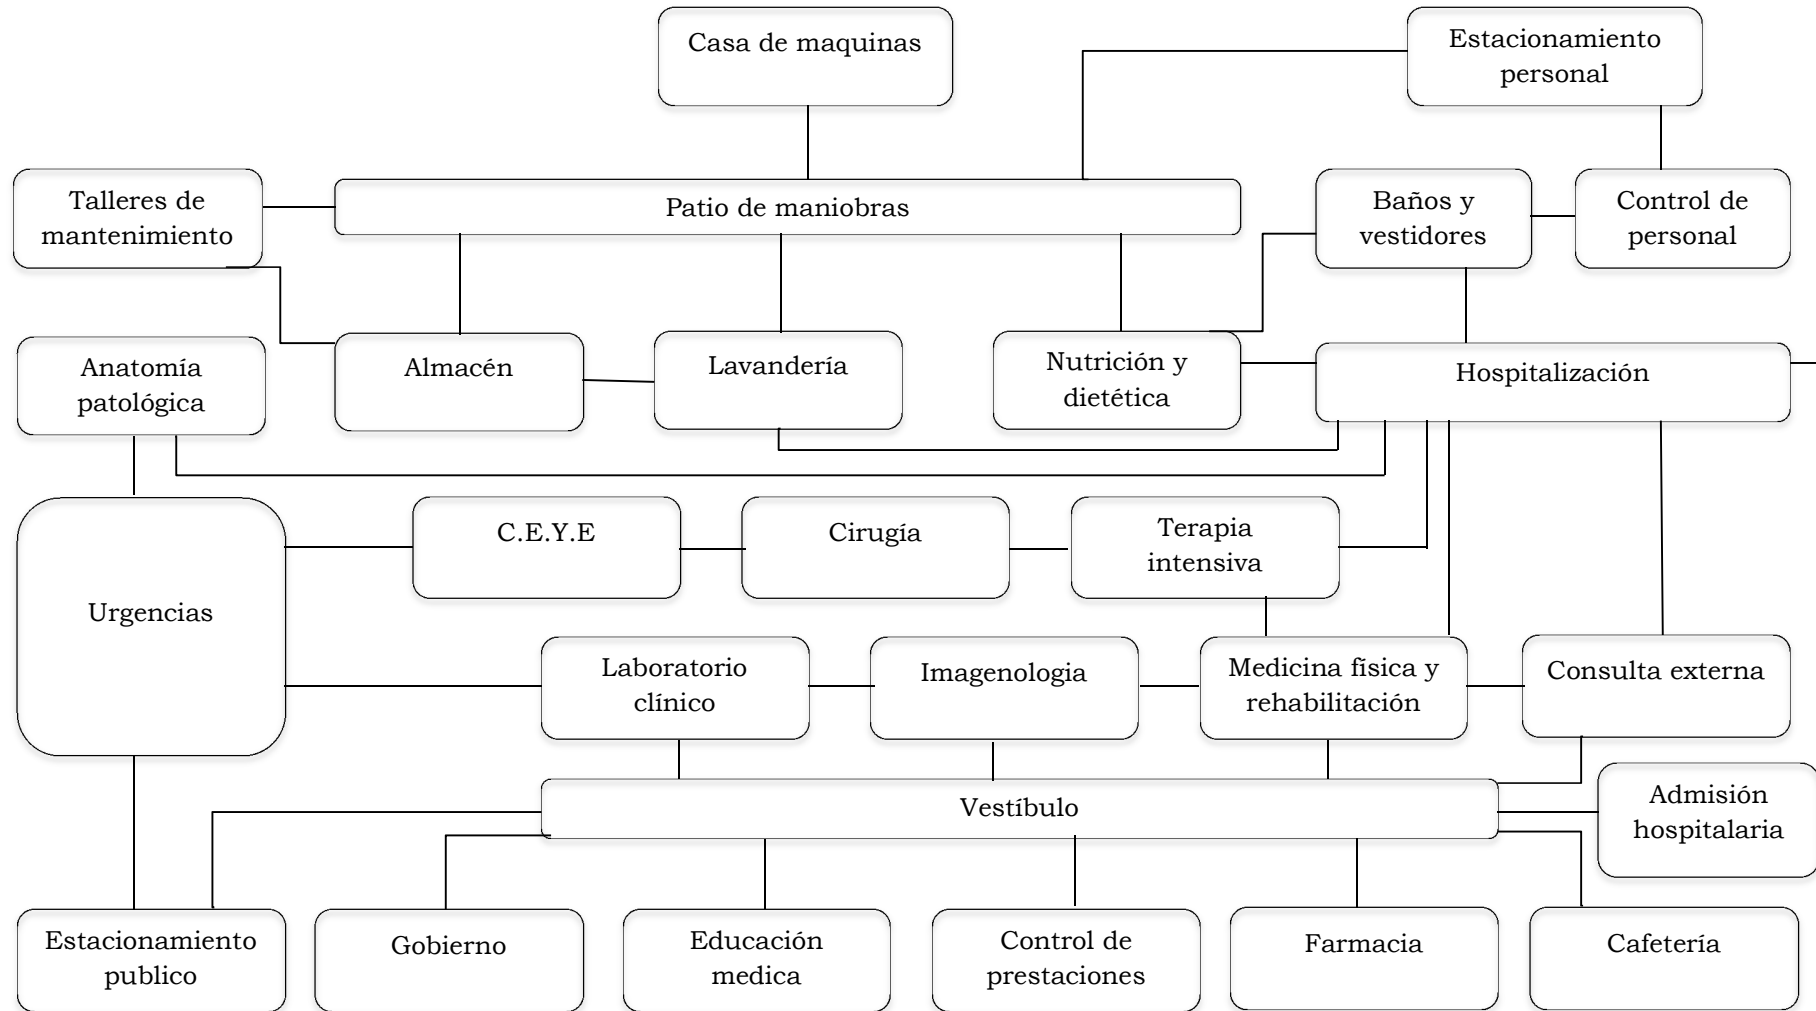 Casa de maquinas
Estacionamiento
personal
Talleres de
mantenimiento
Patio de maniobras
Baños y
vestidores
Control de
personal
Anatomía
patológica
Almacén
Lavandería
Nutrición y
dietética
Hospitalización
Urgencias
C.E.Y.E
Cirugía
Terapia
intensiva
Laboratorio
clínico
Imagenologia
Medicina física y
rehabilitación
Consulta externa
Vestíbulo
Admisión
hospitalaria
Estacionamiento
publico
Gobierno
Educación
medica
Control de
prestaciones
Farmacia
Cafetería